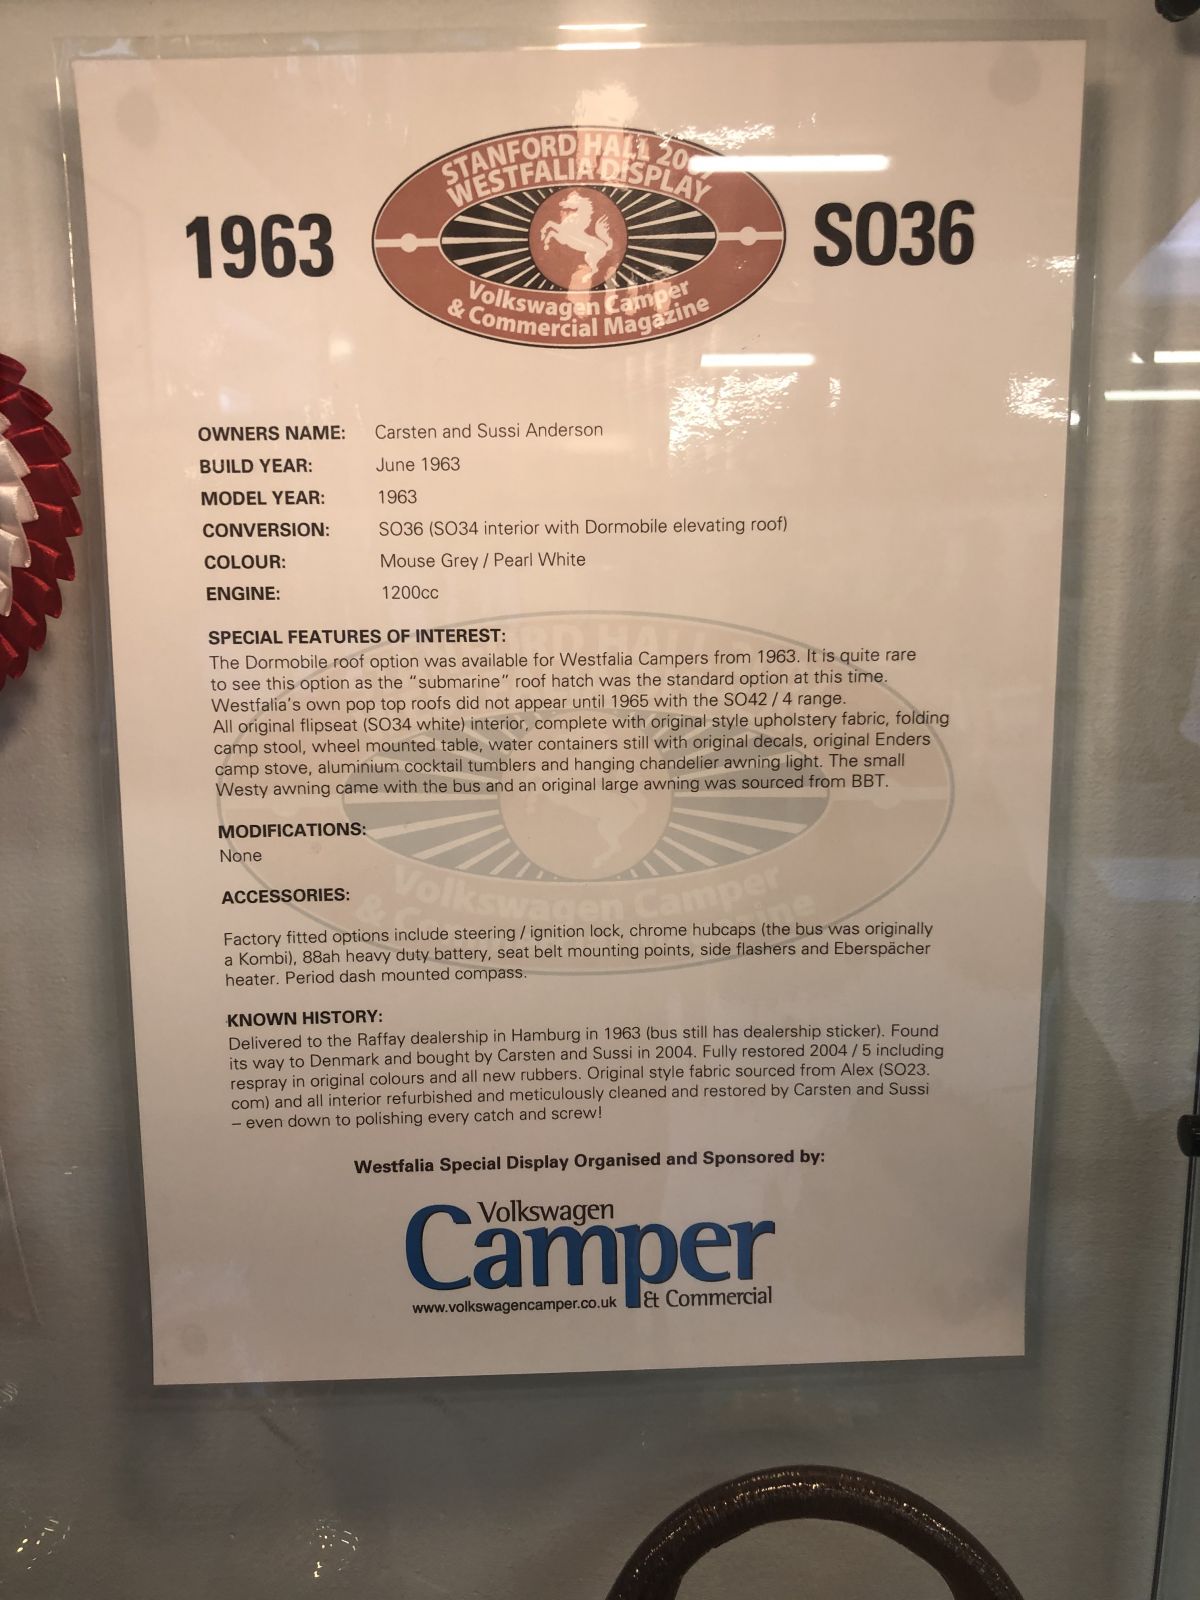 STANFORD HALL
WESTFALIA DISPLAY
1963
SO36
Volkswagen Camper
& Commercial Magazine
OWNERS NAME: Carsten and Sussi Anderson
BUILD YEAR: June 1963
MODEL YEAR: 1963
CONVERSION: SO36 (SO34 interior with Dormobile elevating roof)
COLOUR: Mouse Grey / Pearl White
ENGINE: 1200cc
SPECIAL FEATURES OF INTEREST:
The Dormobile roof option was available for Westfalia Campers from 1963. It is quite rare
to see this option as the "submarine" roof hatch was the standard option at this time.
Westfalia's own pop top roofs did not appear until 1965 with the SO42 / 4 range.
All original flipseat (SO34 white) interior, complete with original style upholstery fabric, folding
camp stool, wheel mounted table, water containers still with original decals, original Enders
camp stove, aluminium cocktail tumblers and hanging chandelier awning light. The small
Westy awning came with the bus and an original large awning was sourced from BBT.
MODIFICATIONS:
None
Volkswagen Camper
ACCESSORIES:
Factory fitted options include steering / ignition lock, chrome hubcaps (the bus was originally
a Kombi), 88ah heavy duty battery, seat belt mounting points, side flashers and Eberspächer
heater. Period dash mounted compass.
KNOWN HISTORY:
Delivered to the Raffay dealership in Hamburg in 1963 (bus still has dealership sticker). Found
its way to Denmark and bought by Carsten and Sussi in 2004. Fully restored 2004 / 5 including
respray in original colours and all new rubbers. Original style fabric sourced from Alex (SO23.
com) and all interior refurbished and meticulously cleaned and restored by Carsten and Sussi
– even down to polishing every catch and screw!
Westfalia Special Display Organised and Sponsored by:
Volkswagen
Camper
& Commercial
www.volkswagencamper.co.uk